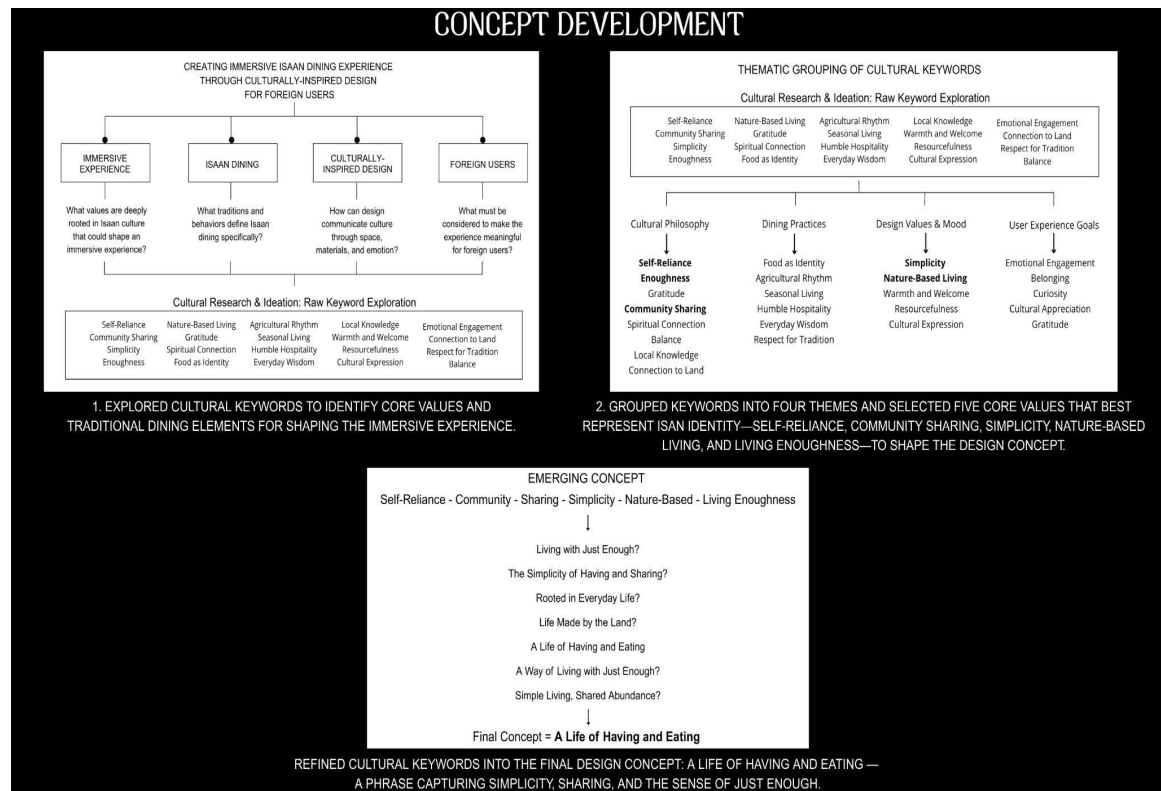 CONCEPT DEVELOPMENT
CREATING IMMERSIVE ISAAN DINING EXPERIENCE
THROUGH CULTURALLY-INSPIRED DESIGN
FOR FOREIGN USERS
IMMERSIVE
EXPERIENCE
What values are deeply
rooted in Isaan culture
that could shape an
immersive experience?
ISAAN DINING
What traditions and
behaviors define Isaan
dining specifically?
CULTURALLY-
INSPIRED DESIGN
How can design
communicate culture
through space,
materials, and emotion?
FOREIGN USERS
What must be
considered to make the
experience meaningful
for foreign users?
Cultural Research & Ideation: Raw Keyword Exploration
Self-Reliance
Community Sharing
Simplicity
Enoughness
Nature-Based Living
Gratitude
Spiritual Connection
Food as Identity
Agricultural Rhythm
Seasonal Living
Humble Hospitality
Everyday Wisdom
Local Knowledge
Warmth and Welcome
Resourcefulness
Cultural Expression
Emotional Engagement
Connection to Land
Respect for Tradition
Balance
1. EXPLORED CULTURAL KEYWORDS TO IDENTIFY CORE VALUES AND
TRADITIONAL DINING ELEMENTS FOR SHAPING THE IMMERSIVE EXPERIENCE.
THEMATIC GROUPING OF CULTURAL KEYWORDS
Cultural Research & Ideation: Raw Keyword Exploration
Self-Reliance
Community Sharing
Simplicity
Enoughness
Nature-Based Living
Gratitude
Spiritual Connection
Food as Identity
Agricultural Rhythm
Seasonal Living
Humble Hospitality
Everyday Wisdom
Local Knowledge
Warmth and Welcome
Resourcefulness
Cultural Expression
Emotional Engagement
Connection to Land
Respect for Tradition
Balance
Cultural Philosophy
Self-Reliance
Enoughness
Gratitude
Community Sharing
Spiritual Connection
Balance
Local Knowledge
Connection to Land
Dining Practices
Food as Identity
Agricultural Rhythm
Seasonal Living
Humble Hospitality
Everyday Wisdom
Respect for Tradition
Design Values & Mood
Simplicity
Nature-Based Living
Warmth and Welcome
Resourcefulness
Cultural Expression
User Experience Goals
Emotional Engagement
Belonging
Curiosity
Cultural Appreciation
Gratitude
2. GROUPED KEYWORDS INTO FOUR THEMES AND SELECTED FIVE CORE VALUES THAT BEST
REPRESENT ISAN IDENTITY—SELF-RELIANCE, COMMUNITY SHARING, SIMPLICITY, NATURE-BASED
LIVING, AND LIVING ENOUGHNESS—TO SHAPE THE DESIGN CONCEPT.
EMERGING CONCEPT
Self-Reliance - Community - Sharing - Simplicity - Nature-Based - Living Enoughness
Living with Just Enough?
The Simplicity of Having and Sharing?
Rooted in Everyday Life?
Life Made by the Land?
A Life of Having and Eating
A Way of Living with Just Enough?
Simple Living, Shared Abundance?
Final Concept = A Life of Having and Eating
REFINED CULTURAL KEYWORDS INTO THE FINAL DESIGN CONCEPT: A LIFE OF HAVING AND EATING —
A PHRASE CAPTURING SIMPLICITY, SHARING, AND THE SENSE OF JUST ENOUGH.